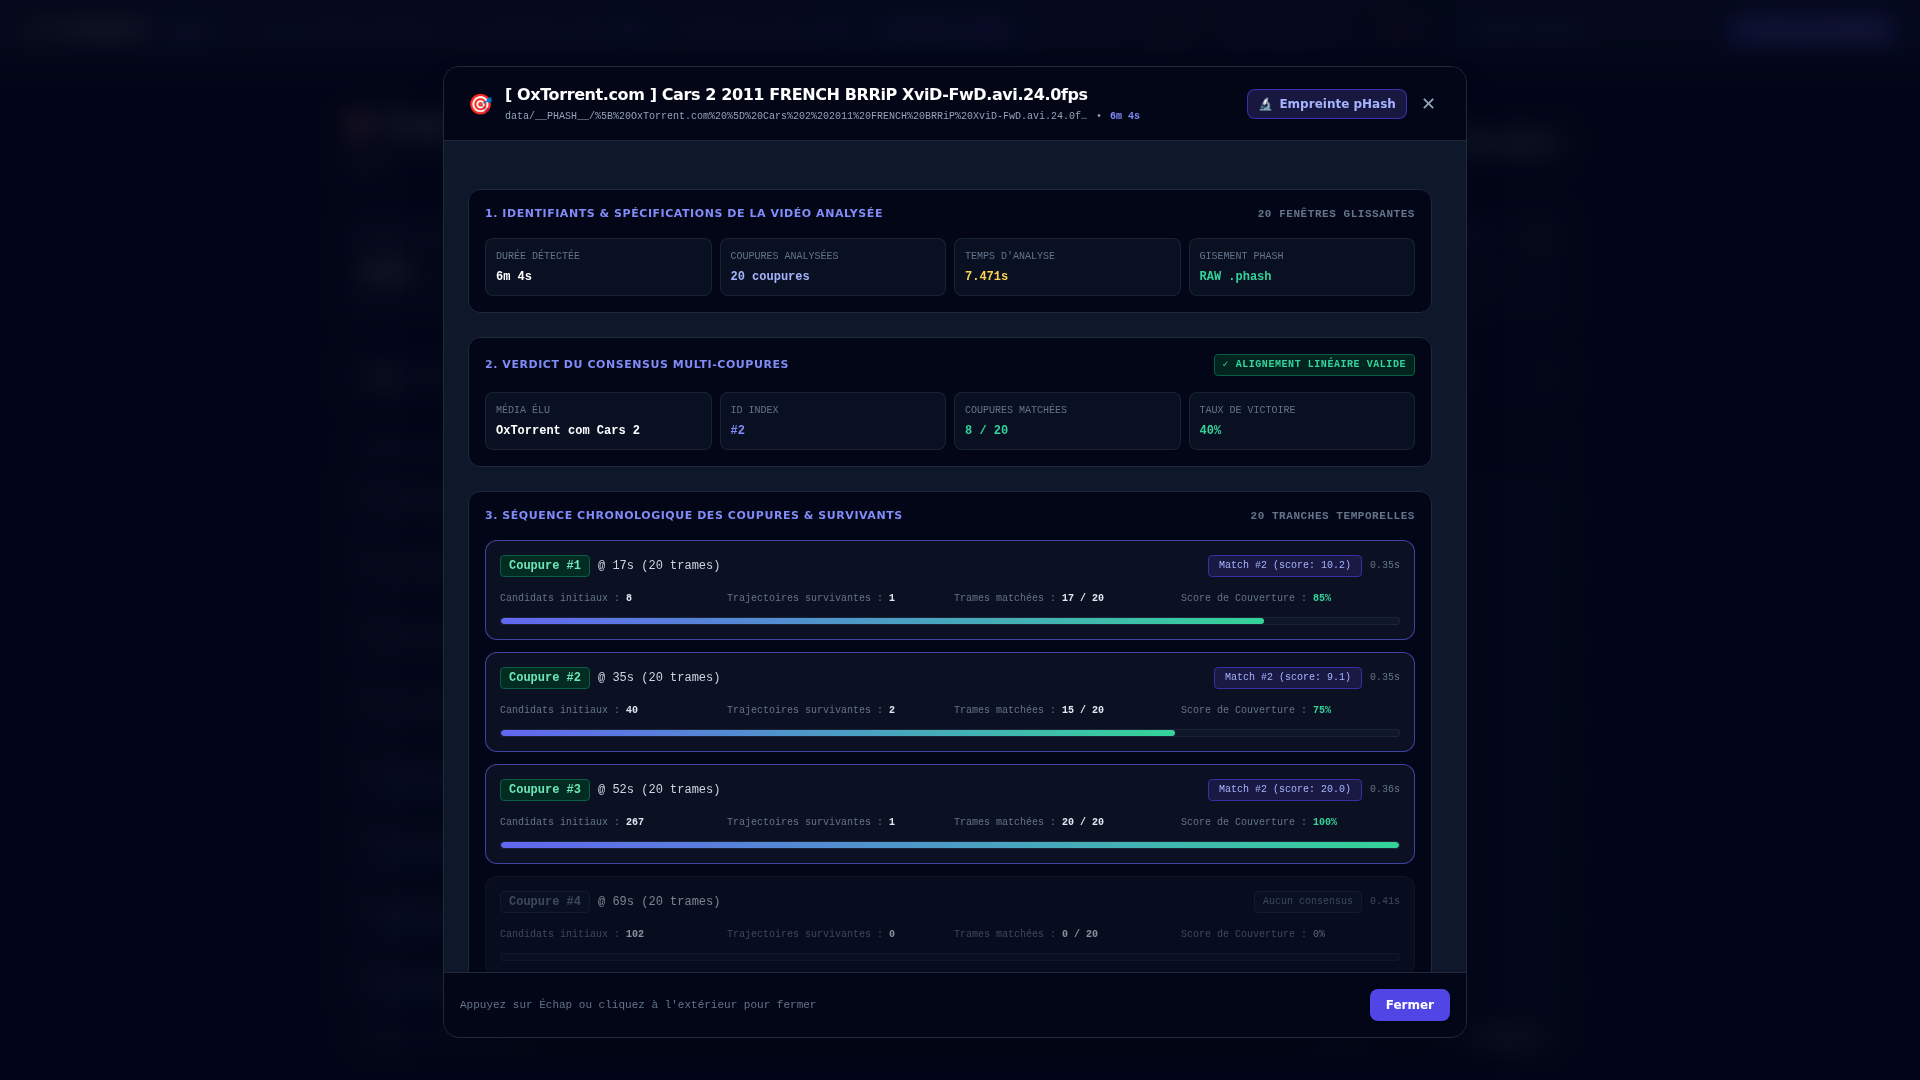 [ OxTorrent.com ] Cars 2 2011 FRENCH BRRiP XviD-FwD.avi.24.0fps
data/__PHASH__/%5B%20OxTorrent.com%20%5D%20Cars%202%202011%20FRENCH%20BRRiP%20XviD-FwD.avi.24.0f… • 6m 4s
🔬 Empreinte pHash ✕
1. IDENTIFIANTS & SPÉCIFICATIONS DE LA VIDÉO ANALYSÉE 20 FENÊTRES GLISSANTES
DURÉE DÉTECTÉE COUPURES ANALYSÉES TEMPS D'ANALYSE GISEMENT PHASH
6m 4s 20 coupures 7.471s RAW .phash
2. VERDICT DU CONSENSUS MULTI-COUPURES ✓ ALIGNEMENT LINÉAIRE VALIDE
MÉDIA ÉLU ID INDEX COUPURES MATCHÉES TAUX DE VICTOIRE
OxTorrent com Cars 2 #2 8 / 20 40%
3. SÉQUENCE CHRONOLOGIQUE DES COUPURES & SURVIVANTS 20 TRANCHES TEMPORELLES
Coupure #1 @ 17s (20 trames) Match #2 (score: 10.2) 0.35s
Candidats initiaux : 8 Trajectoires survivantes : 1 Trames matchées : 17 / 20 Score de Couverture : 85%
Coupure #2 @ 35s (20 trames) Match #2 (score: 9.1) 0.35s
Candidats initiaux : 40 Trajectoires survivantes : 2 Trames matchées : 15 / 20 Score de Couverture : 75%
Coupure #3 @ 52s (20 trames) Match #2 (score: 20.0) 0.36s
Candidats initiaux : 267 Trajectoires survivantes : 1 Trames matchées : 20 / 20 Score de Couverture : 100%
Coupure #4 @ 69s (20 trames) Aucun consensus 0.41s
Candidats initiaux : 102 Trajectoires survivantes : 0 Trames matchées : 0 / 20 Score de Couverture : 0%
Appuyez sur Échap ou cliquez à l'extérieur pour fermer Fermer